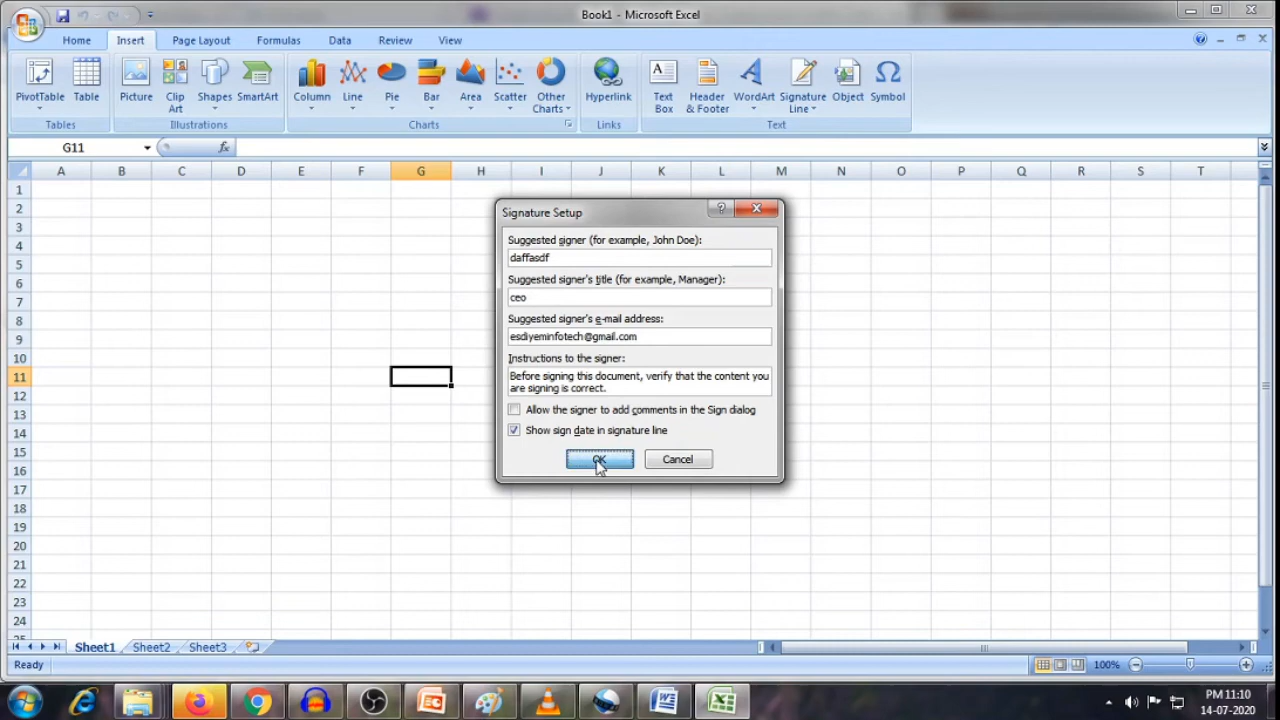 Book1 - Microsoft Excel
Home Insert Page Layout Formulas Data Review View
PivotTable Table Picture Clip Art Shapes SmartArt Column Line Pie Bar Area Scatter Other Charts Hyperlink Text Box Header & Footer WordArt Signature Line Object Symbol
Tables Illustrations Charts Links Text
G11 fx
A B C D E F G H I J K L M N O P Q R S T
1
2
3
4
5
6
7
8
9
10
11
12
13
14
15
16
17
18
19
20
21
22
23
24
25
Signature Setup
Suggested signer (for example, John Doe):
daffasdf
Suggested signer's title (for example, Manager):
ceo
Suggested signer's e-mail address:
esdiyeminfotech@gmail.com
Instructions to the signer:
Before signing this document, verify that the content you
are signing is correct.
Allow the signer to add comments in the Sign dialog
Show sign date in signature line
OK Cancel
Sheet1 Sheet2 Sheet3
Ready 100%
PM 11:10
14-07-2020